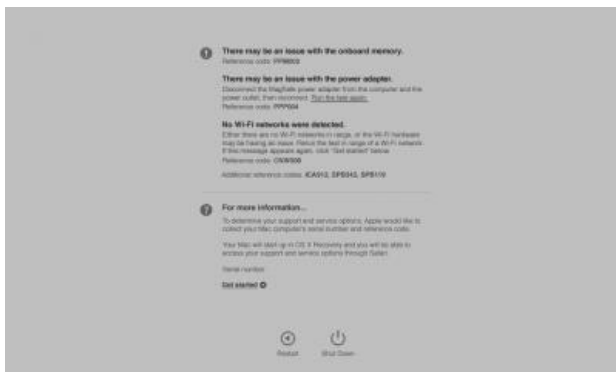 There may be an issue with the onboard memory.
Reference code: PPM003
There may be an issue with the power adapter.
Disconnect the MagSafe power adapter from the computer and the
power outlet, then reconnect. Run the test again.
Reference code: PPP004
No Wi-Fi networks were detected.
Either there are no Wi-Fi networks in range, or the Wi-Fi hardware
may be having an issue. Rerun the test in range of a Wi-Fi network.
If this message appears again, click "Get started" below.
Reference code:
Additional reference codes:
For more information...
To determine your support and service options, Apple would like to
collect your Mac computer's serial number and reference code.
Your Mac will start up in OS X Recovery and you will be able to
access your support and service options through Safari.
Serial number:
Get started
Restart
Shut Down